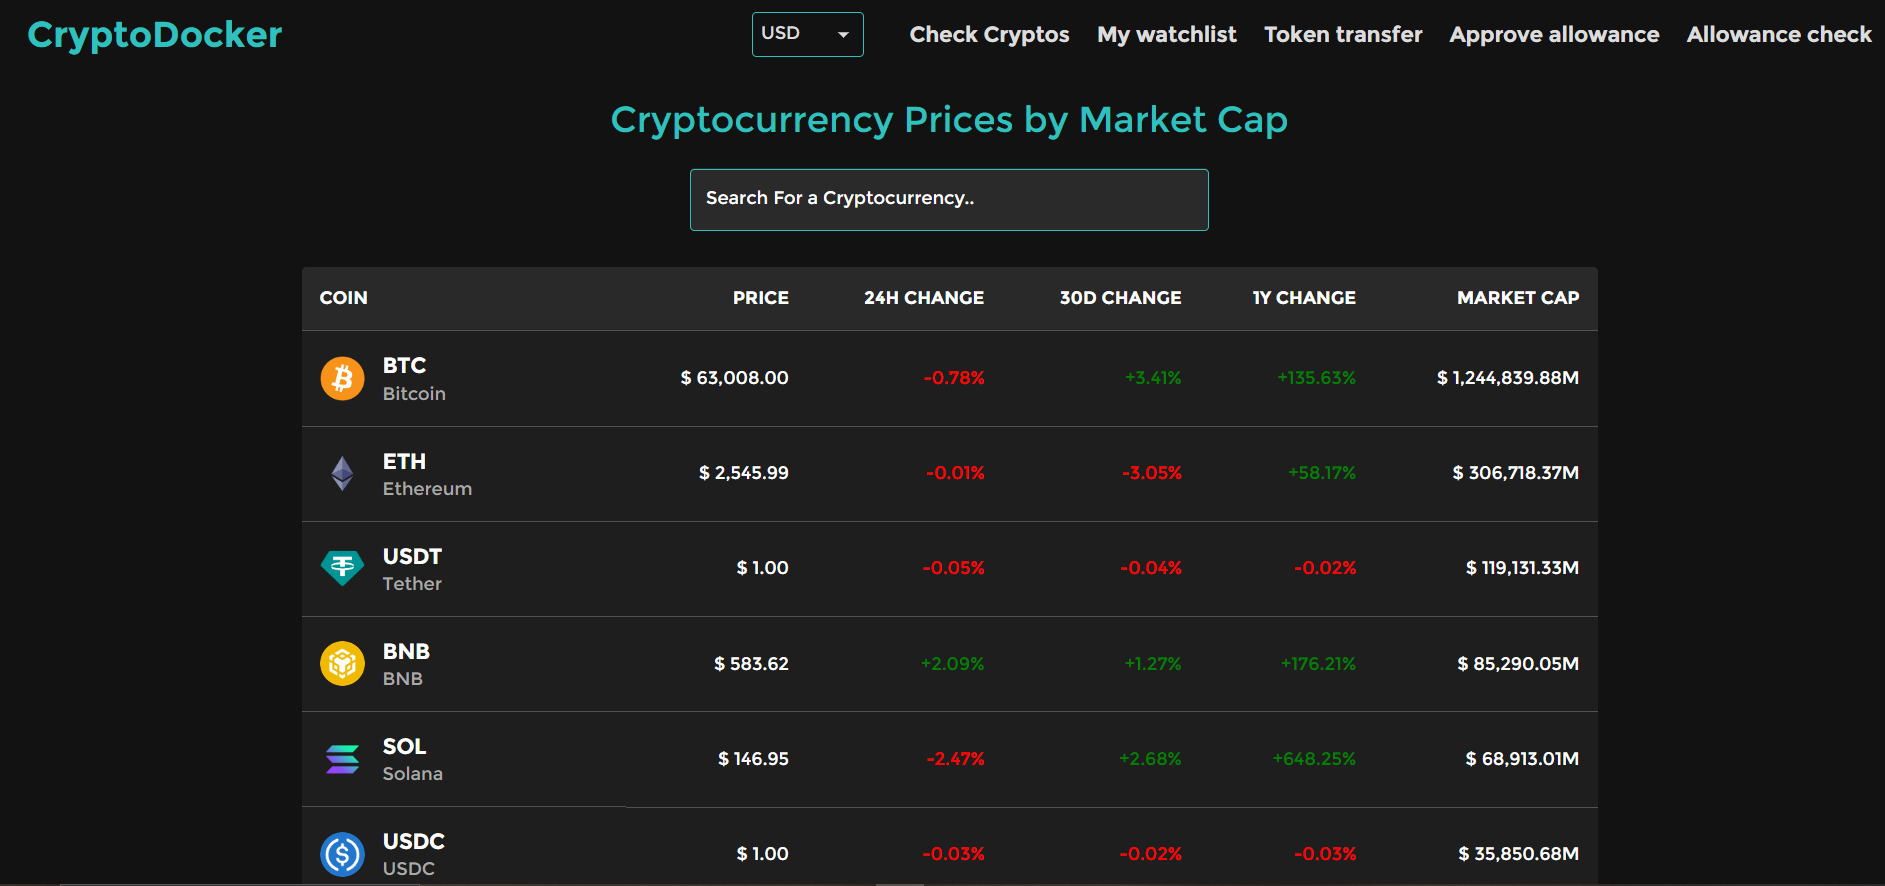 CryptoDocker
USD
Check Cryptos
My watchlist
Token transfer
Approve allowance
Allowance check
Cryptocurrency Prices by Market Cap
Search For a Cryptocurrency..
COIN PRICE 24H CHANGE 30D CHANGE 1Y CHANGE MARKET CAP
BTC
Bitcoin
$ 63,008.00 -0.78% +3.41% +135.63% $ 1,244,839.88M
ETH
Ethereum
$ 2,545.99 -0.01% -3.05% +58.17% $ 306,718.37M
USDT
Tether
$ 1.00 -0.05% -0.04% -0.02% $ 119,131.33M
BNB
BNB
$ 583.62 +2.09% +1.27% +176.21% $ 85,290.05M
SOL
Solana
$ 146.95 -2.47% +2.68% +648.25% $ 68,913.01M
USDC
USDC
$ 1.00 -0.03% -0.02% -0.03% $ 35,850.68M